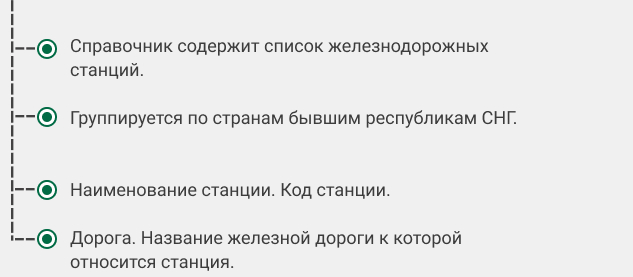 Справочник содержит список железнодорожных
станций.
Группируется по странам бывшим республикам СНГ.
Наименование станции. Код станции.
Дорога. Название железной дороги к которой
относится станция.